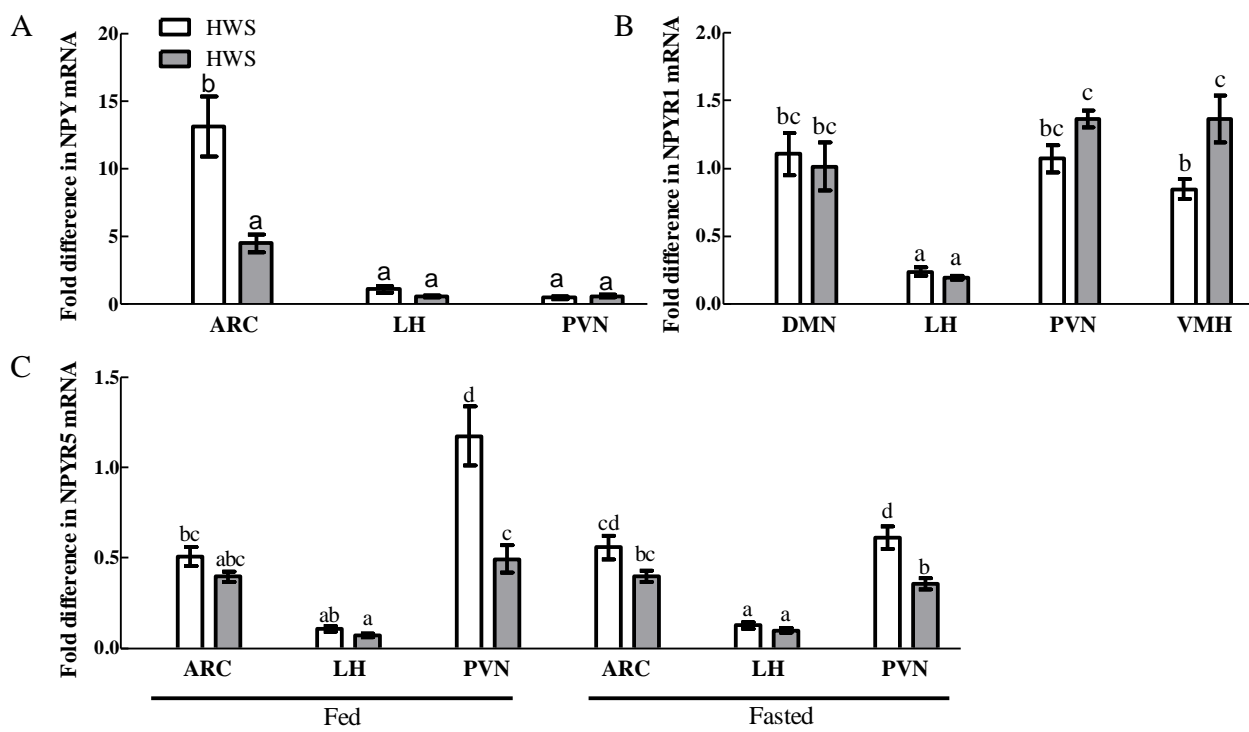 A
Fold difference in NPY mRNA
20
15
10
5
0
HWS
HWS
b
a
a
a
a
a
ARC LH PVN
B
Fold difference in NPYR1 mRNA
2.0
1.5
1.0
0.5
0.0
bc
bc
a
a
bc
c
b
c
DMN LH PVN VMH
C
Fold difference in NPYR5 mRNA
1.5
1.0
0.5
0.0
bc
abc
ab
a
d
c
cd
bc
a
a
d
b
ARC LH PVN ARC LH PVN
Fed Fasted